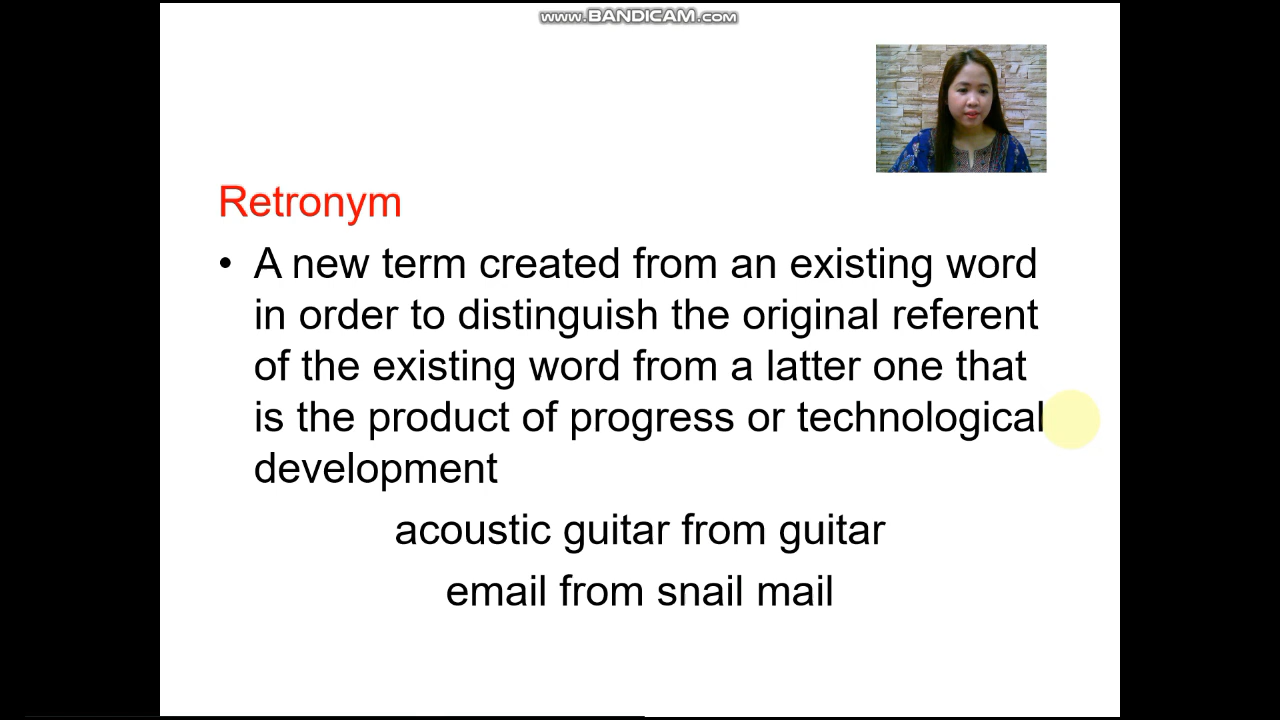 www.BANDICAM.com
Retronym
• A new term created from an existing word
in order to distinguish the original referent
of the existing word from a latter one that
is the product of progress or technological
development
acoustic guitar from guitar
email from snail mail